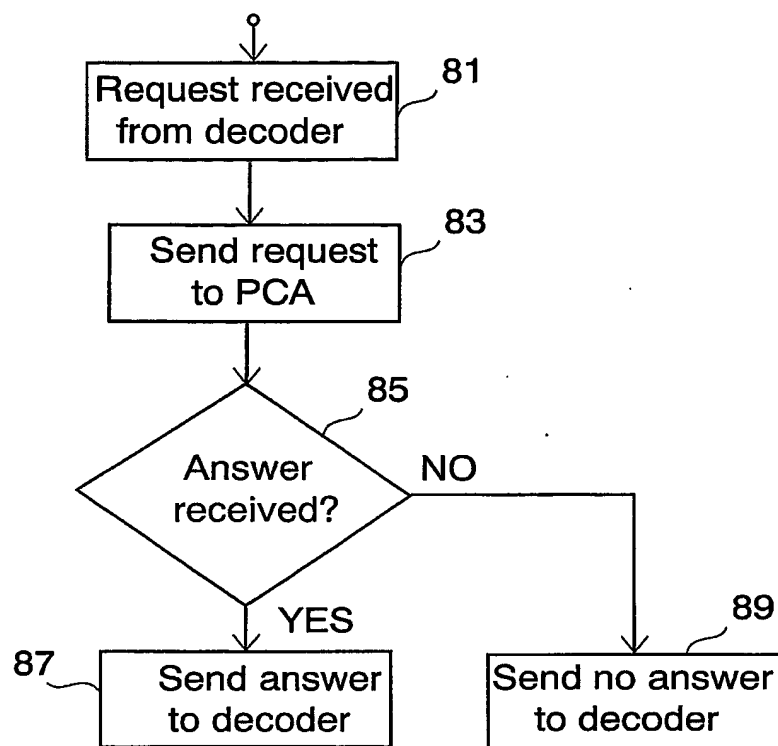 81
Request received
from decoder
83
Send request
to PCA
85
Answer
received?
NO
YES
87
Send answer
to decoder
89
Send no answer
to decoder